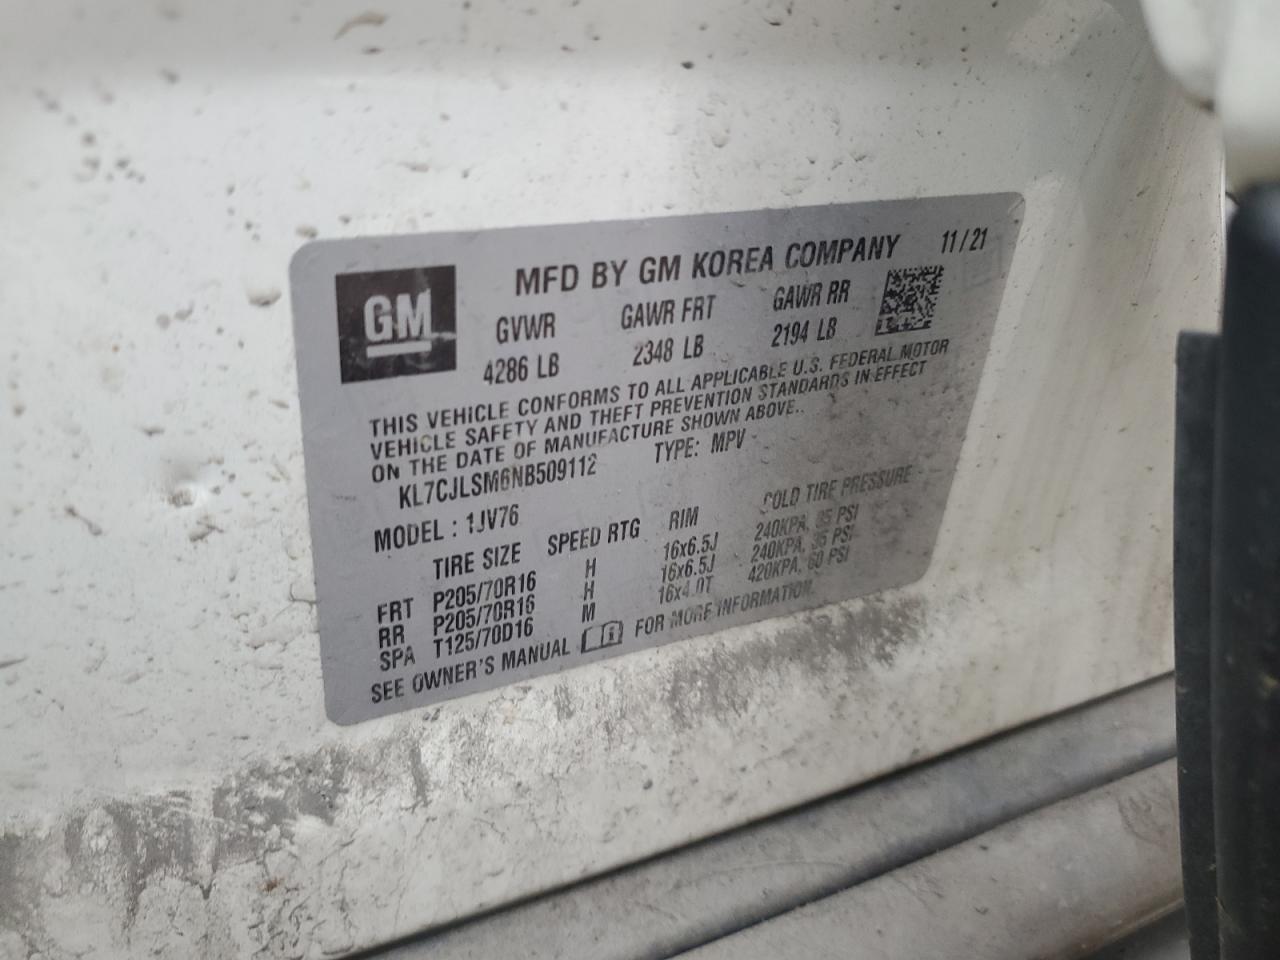 GM
MFD BY GM KOREA COMPANY 11/21
GVWR GAWR FRT GAWR RR
4286 LB 2348 LB 2194 LB
THIS VEHICLE CONFORMS TO ALL APPLICABLE U.S. FEDERAL MOTOR
VEHICLE SAFETY AND THEFT PREVENTION STANDARDS IN EFFECT
ON THE DATE OF MANUFACTURE SHOWN ABOVE..
KL7CJLSM6NB509112 TYPE: MPV
MODEL : 1JV76
TIRE SIZE SPEED RTG RIM COLD TIRE PRESSURE
FRT P205/70R16 H 16x6.5J 240KPA, 35 PSI
RR P205/70R16 H 16x6.5J 240KPA, 35 PSI
SPA T125/70D16 M 16x4.0T 420KPA, 60 PSI
SEE OWNER'S MANUAL FOR MORE INFORMATION.